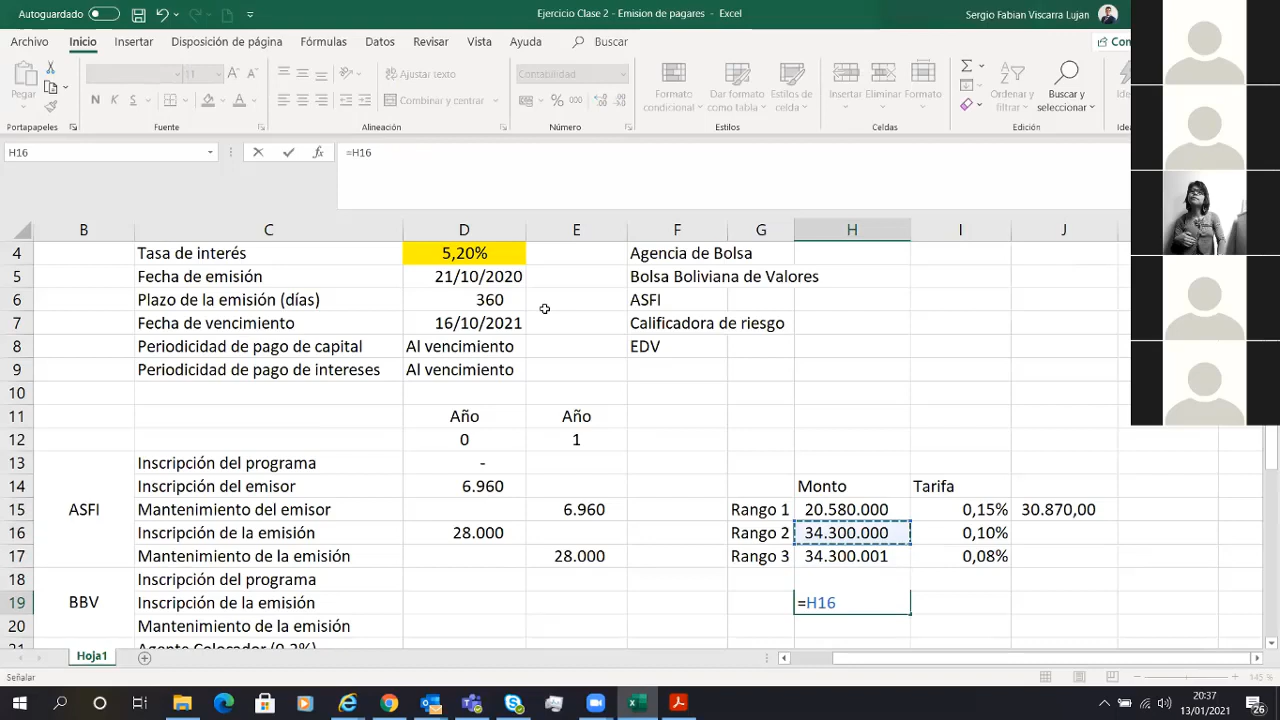 Autoguardado
Ejercicio Clase 2 - Emision de pagares - Excel
Sergio Fabian Viscarra Lujan
Archivo Inicio Insertar Disposición de página Fórmulas Datos Revisar Vista Ayuda Buscar
Pegar
11
N K S
Ajustar texto
Combinar y centrar
Contabilidad
% 000
Formato condicional
Dar formato como tabla
Estilos de celda
Insertar Eliminar Formato
Ordenar y filtrar
Buscar y seleccionar
Portapapeles Fuente Alineación Número Estilos Celdas Edición
H16 fx =H16
B C D E F G H I J
4 Tasa de interés 5,20% Agencia de Bolsa
5 Fecha de emisión 21/10/2020 Bolsa Boliviana de Valores
6 Plazo de la emisión (días) 360 ASFI
7 Fecha de vencimiento 16/10/2021 Calificadora de riesgo
8 Periodicidad de pago de capital Al vencimiento EDV
9 Periodicidad de pago de intereses Al vencimiento
10
11 Año Año
12 0 1
13 Inscripción del programa -
14 Inscripción del emisor 6.960 Monto Tarifa
15 ASFI Mantenimiento del emisor 6.960 Rango 1 20.580.000 0,15% 30.870,00
16 Inscripción de la emisión 28.000 Rango 2 34.300.000 0,10%
17 Mantenimiento de la emisión 28.000 Rango 3 34.300.001 0,08%
18 Inscripción del programa
19 BBV Inscripción de la emisión =H16
20 Mantenimiento de la emisión
21 Agente Colocador (0,2%)
Hoja1
Señalar
145 %
20:37
13/01/2021
26